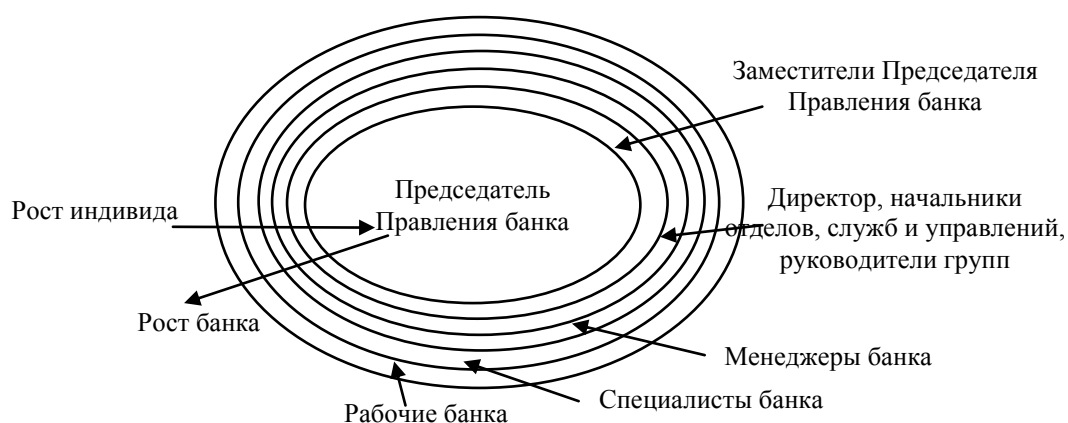 Заместители Председателя
Правления банка
Председатель
Правления банка
Рост индивида
Директор, начальники
отделов, служб и управлений,
руководители групп
Рост банка
Менеджеры банка
Специалисты банка
Рабочие банка